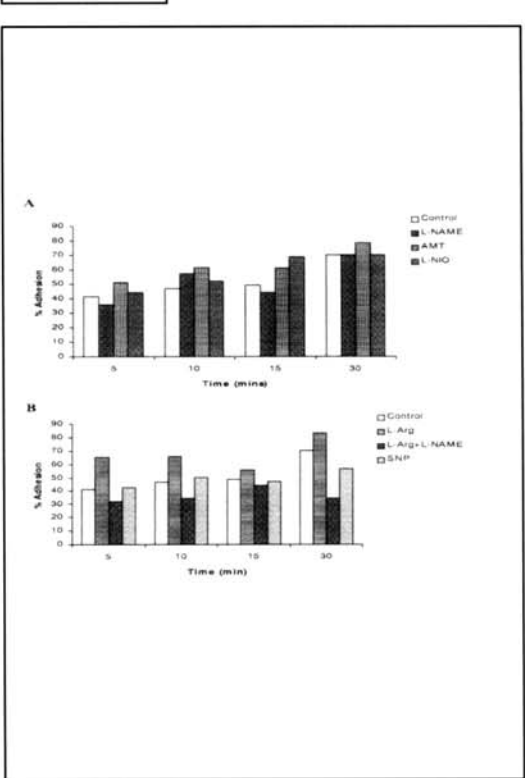 A
Control
L-NAME
AMT
L-NIO
90
80
70
60
50
40
30
20
10
0
% Adhesion
5 10 15 30
Time (mins)
B
Control
L-Arg
L-Arg+L-NAME
SNP
90
80
70
60
50
40
30
20
10
0
% Adhesion
5 10 15 30
Time (min)